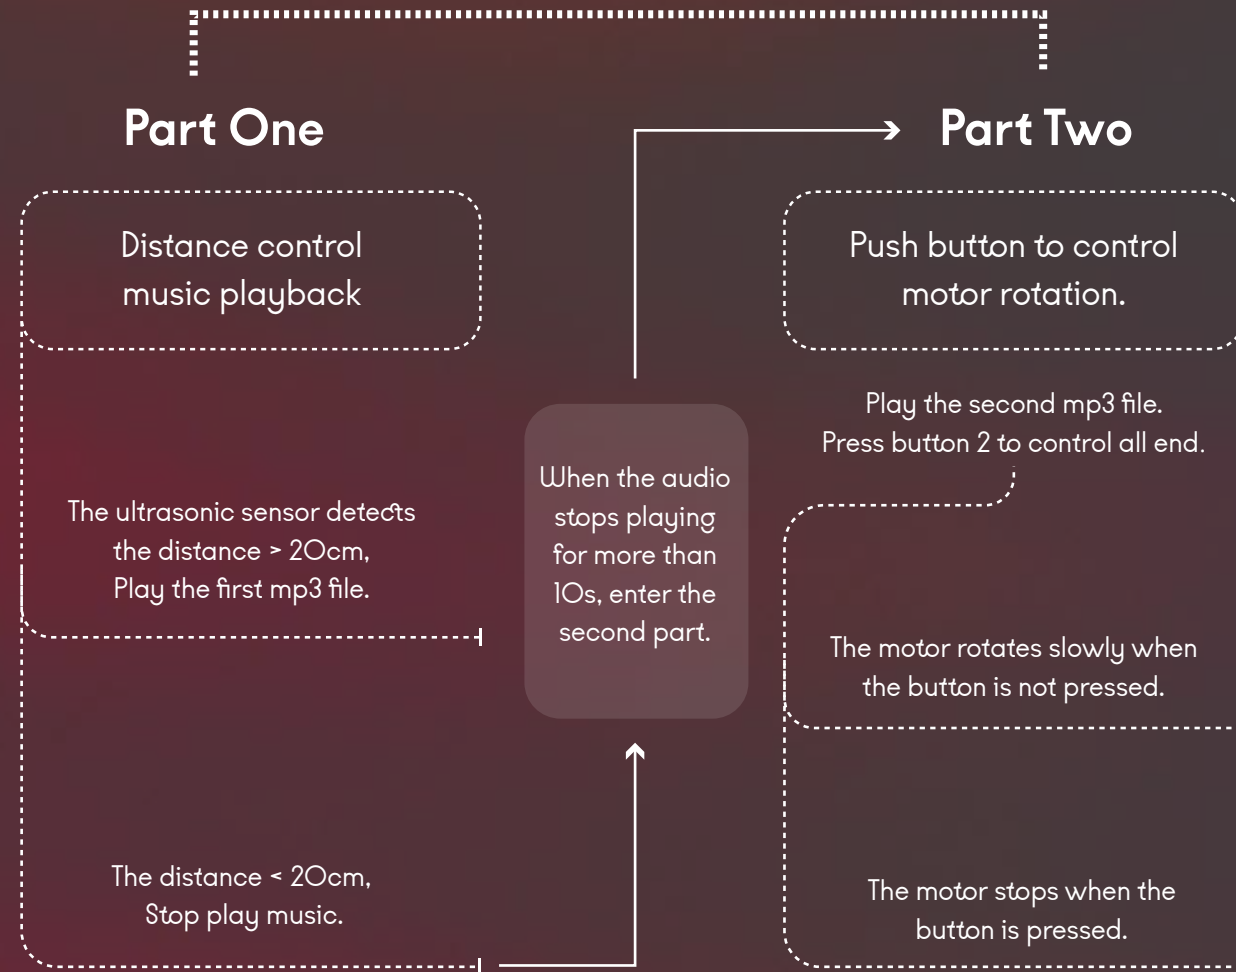 Part One
Distance control
music playback
The ultrasonic sensor detects
the distance > 20cm,
Play the first mp3 file.
The distance < 20cm,
Stop play music.
When the audio
stops playing
for more than
10s, enter the
second part.
Part Two
Push button to control
motor rotation.
Play the second mp3 file.
Press button 2 to control all end.
The motor rotates slowly when
the button is not pressed.
The motor stops when the
button is pressed.